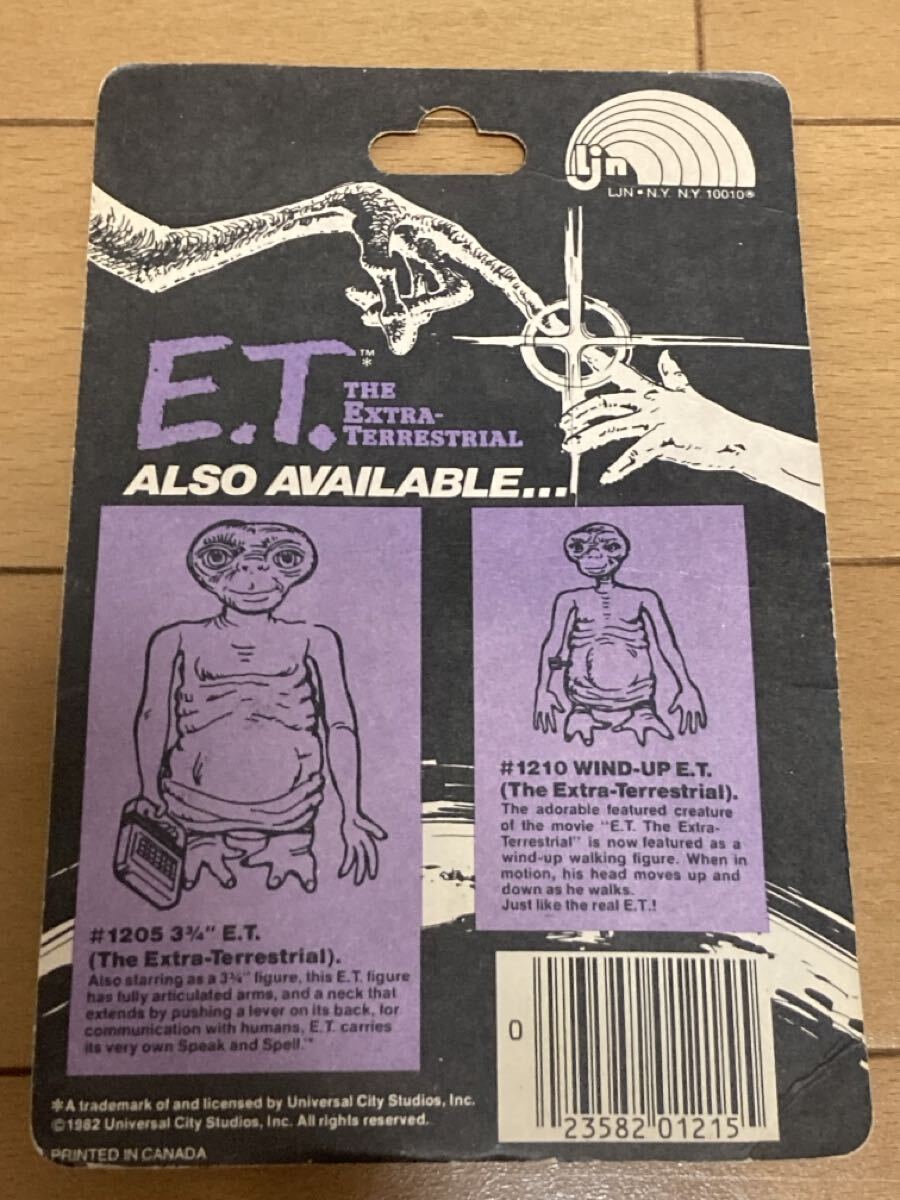 ljn
LJN • N.Y. N.Y. 10010®
E.T.™
*
THE
EXTRA-
TERRESTRIAL
ALSO AVAILABLE...
#1205 3¾" E.T.
(The Extra-Terrestrial).
Also starring as a 3¾" figure, this E.T. figure
has fully articulated arms, and a neck that
extends by pushing a lever on its back, for
communication with humans, E.T. carries
its very own Speak and Spell.™
#1210 WIND-UP E.T.
(The Extra-Terrestrial).
The adorable featured creature
of the movie "E.T. The Extra-
Terrestrial" is now featured as a
wind-up walking figure. When in
motion, his head moves up and
down as he walks.
Just like the real E.T.!
0
23582 01215
*A trademark of and licensed by Universal City Studios, Inc.
©1982 Universal City Studios, Inc. All rights reserved.
PRINTED IN CANADA